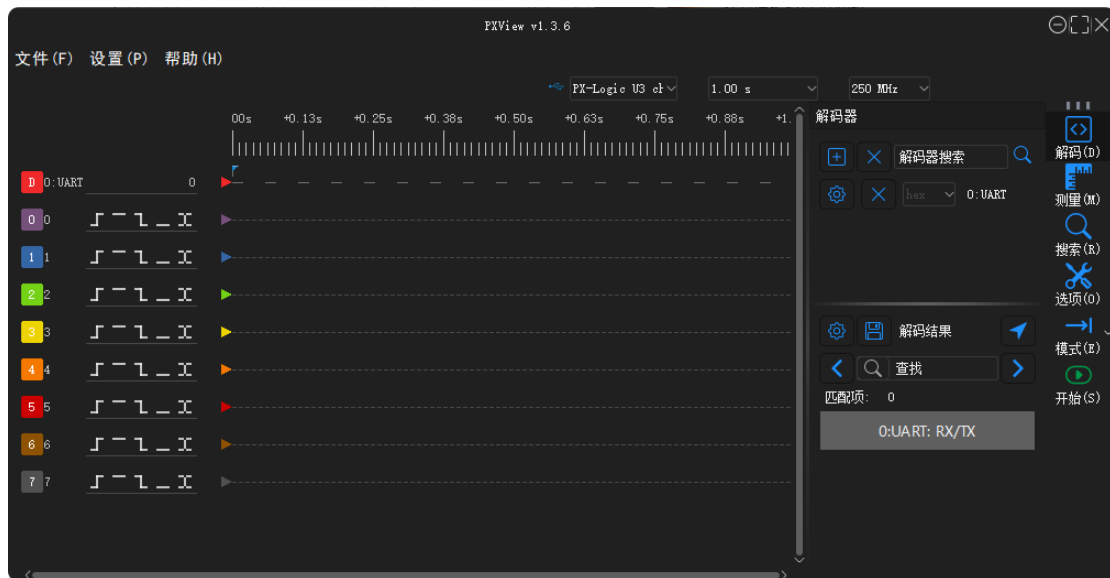 PXView v1.3.6
文件(F) 设置(P) 帮助(H)
PX-Logic U3 ch 1.00 s 250 MHz
00s +0.13s +0.25s +0.38s +0.50s +0.63s +0.75s +0.88s +1.
D 0:UART 0
0 0
1 1
2 2
3 3
4 4
5 5
6 6
7 7
解码器
解码器搜索
hex 0:UART
解码结果
查找
匹配项: 0
0:UART: RX/TX
解码(D)
测量(M)
搜索(R)
选项(O)
模式(E)
开始(S)